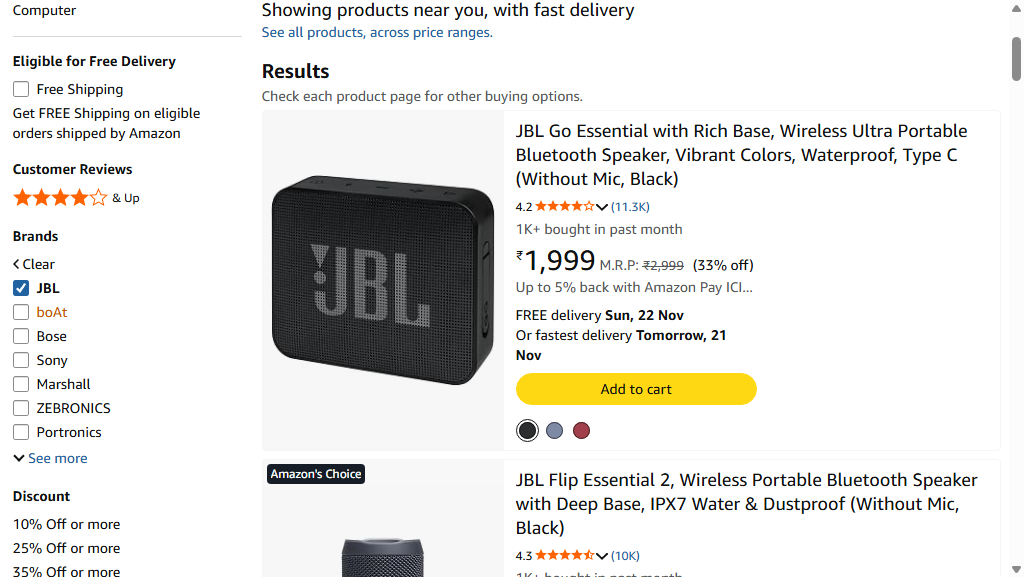 Computer
Eligible for Free Delivery
Free Shipping
Get FREE Shipping on eligible
orders shipped by Amazon
Customer Reviews
& Up
Brands
Clear
JBL
boAt
Bose
Sony
Marshall
ZEBRONICS
Portronics
See more
Discount
10% Off or more
25% Off or more
35% Off or more
Showing products near you, with fast delivery
See all products, across price ranges.
Results
Check each product page for other buying options.
JBL
JBL Go Essential with Rich Base, Wireless Ultra Portable
Bluetooth Speaker, Vibrant Colors, Waterproof, Type C
(Without Mic, Black)
4.2 (11.3K)
1K+ bought in past month
₹1,999 M.R.P: ₹2,999 (33% off)
Up to 5% back with Amazon Pay ICI...
FREE delivery Sun, 22 Nov
Or fastest delivery Tomorrow, 21
Nov
Add to cart
Amazon's Choice
JBL Flip Essential 2, Wireless Portable Bluetooth Speaker
with Deep Base, IPX7 Water & Dustproof (Without Mic,
Black)
4.3 (10K)
1K+ bought in past month